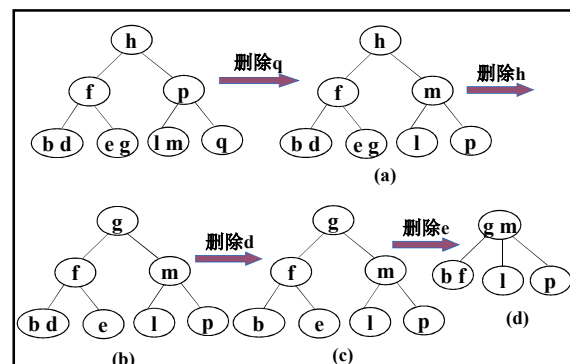 h
删除q
h
删除h
f
p
f
m
b d
e g
l m
q
b d
e g
l
p
(a)
g
删除d
g
删除e
g m
f
m
f
m
b f
l
p
b d
e
l
p
b
e
l
p
(d)
(b)
(c)